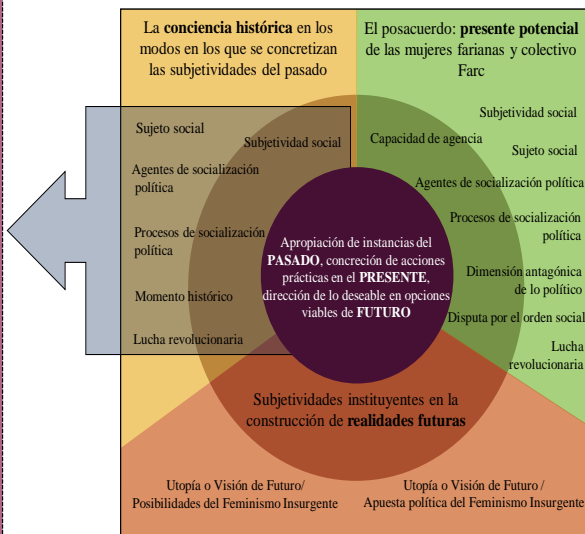 La conciencia histórica en los
modos en los que se concretizan
las subjetividades del pasado
El posacuerdo: presente potencial
de las mujeres farianas y colectivo
Farc
Sujeto social
Subjetividad social
Agentes de socialización
política
Procesos de socialización
política
Momento histórico
Lucha revolucionaria
Subjetividad social
Capacidad de agencia
Sujeto social
Agentes de socialización política
Procesos de socialización
política
Dimensión antagónica
de lo político
Disputa por el orden social
Lucha
revolucionaria
Apropiación de instancias del
PASADO, concreción de acciones
prácticas en el PRESENTE,
dirección de lo deseable en opciones
viables de FUTURO
Subjetividades instituyentes en la
construcción de realidades futuras
Utopía o Visión de Futuro/
Posibilidades del Feminismo Insurgente
Utopía o Visión de Futuro /
Apuesta política del Feminismo Insurgente